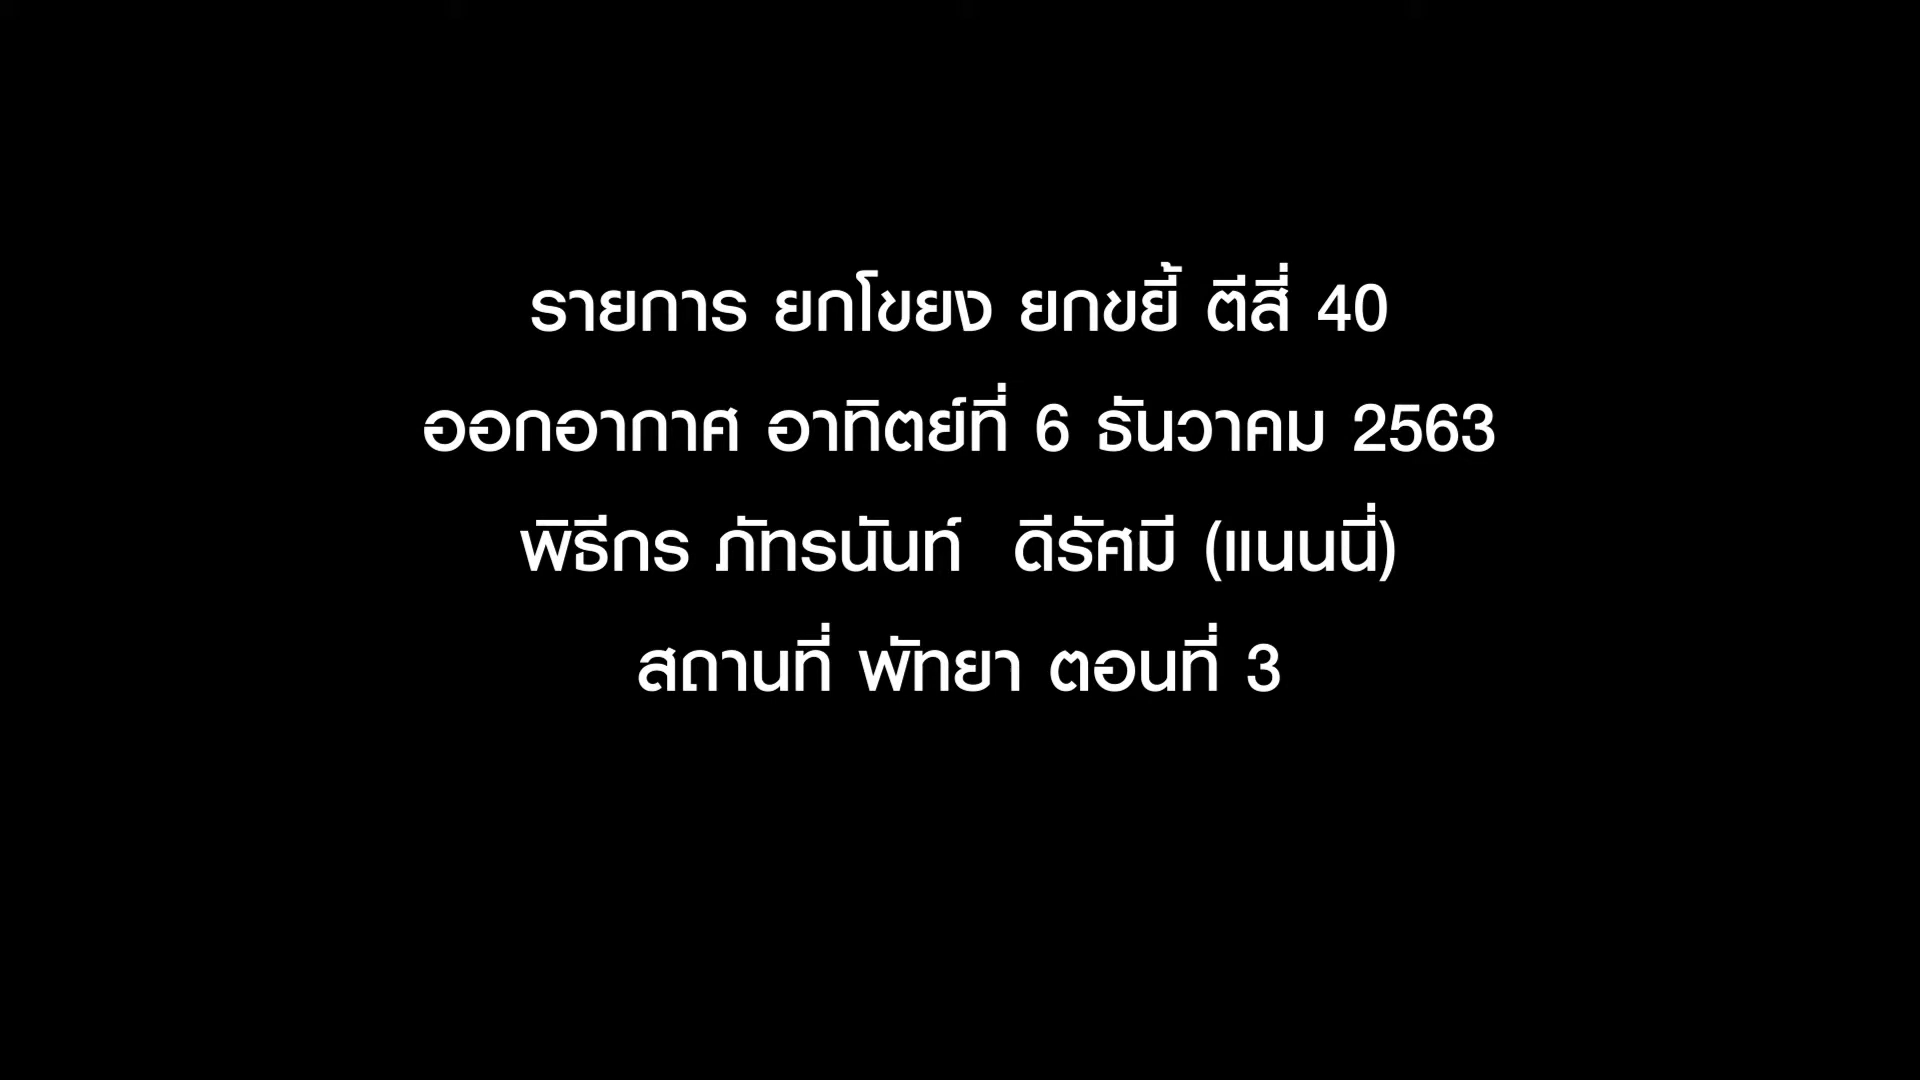 รายการ ยกโขยง ยกขยี้ ตีสี่ 40
ออกอากาศ อาทิตย์ที่ 6 ธันวาคม 2563
พิธีกร ภัทรนันท์  ดีรัศมี (แนนนี่)
สถานที่ พัทยา ตอนที่ 3